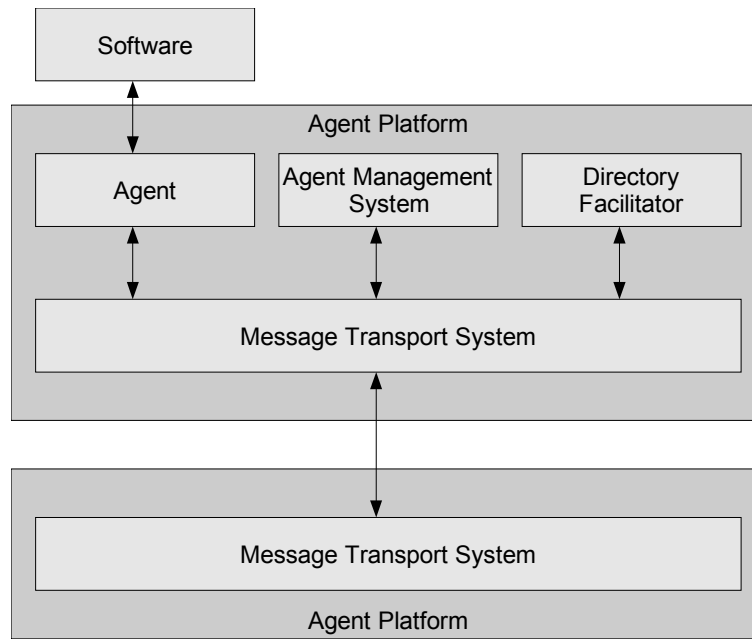 Software
Agent Platform
Agent
Agent Management
System
Directory
Facilitator
Message Transport System
Message Transport System
Agent Platform